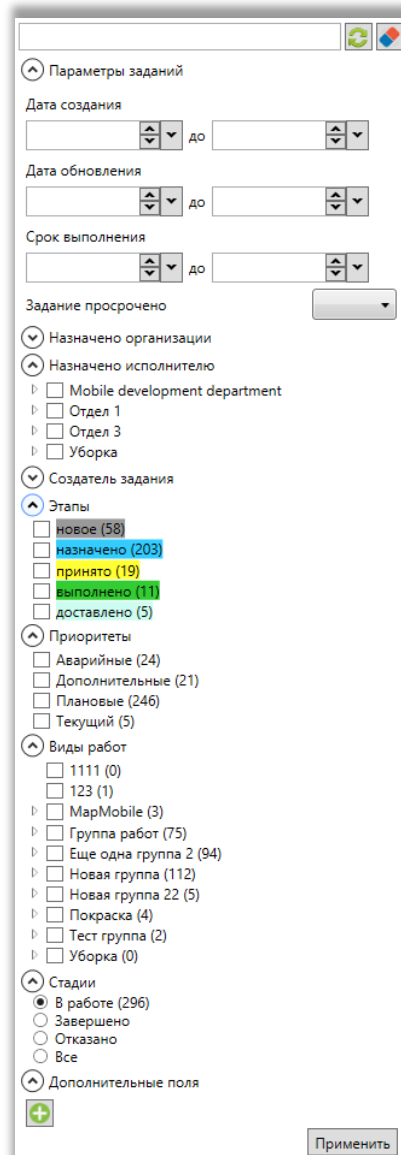 Параметры заданий
Дата создания
до
Дата обновления
до
Срок выполнения
до
Задание просрочено
Назначено организации
Назначено исполнителю
Mobile development department
Отдел 1
Отдел 3
Уборка
Создатель задания
Этапы
новое (58)
назначено (203)
принято (19)
выполнено (11)
доставлено (5)
Приоритеты
Аварийные (24)
Дополнительные (21)
Плановые (246)
Текущий (5)
Виды работ
1111 (0)
123 (1)
MapMobile (3)
Группа работ (75)
Еще одна группа 2 (94)
Новая группа (112)
Новая группа 22 (5)
Покраска (4)
Тест группа (2)
Уборка (0)
Стадии
В работе (296)
Завершено
Отказано
Все
Дополнительные поля
Применить